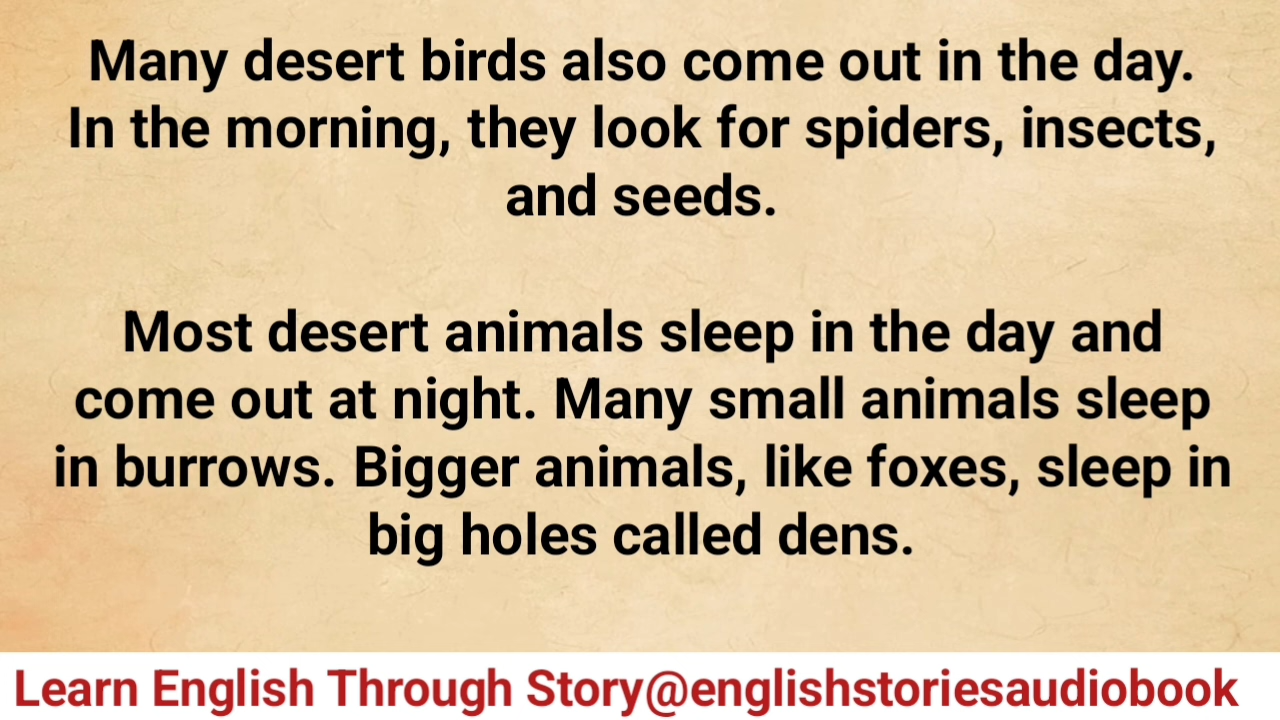 Many desert birds also come out in the day.
In the morning, they look for spiders, insects,
and seeds.
Most desert animals sleep in the day and
come out at night. Many small animals sleep
in burrows. Bigger animals, like foxes, sleep in
big holes called dens.
Learn English Through Story@englishstoriesaudiobook